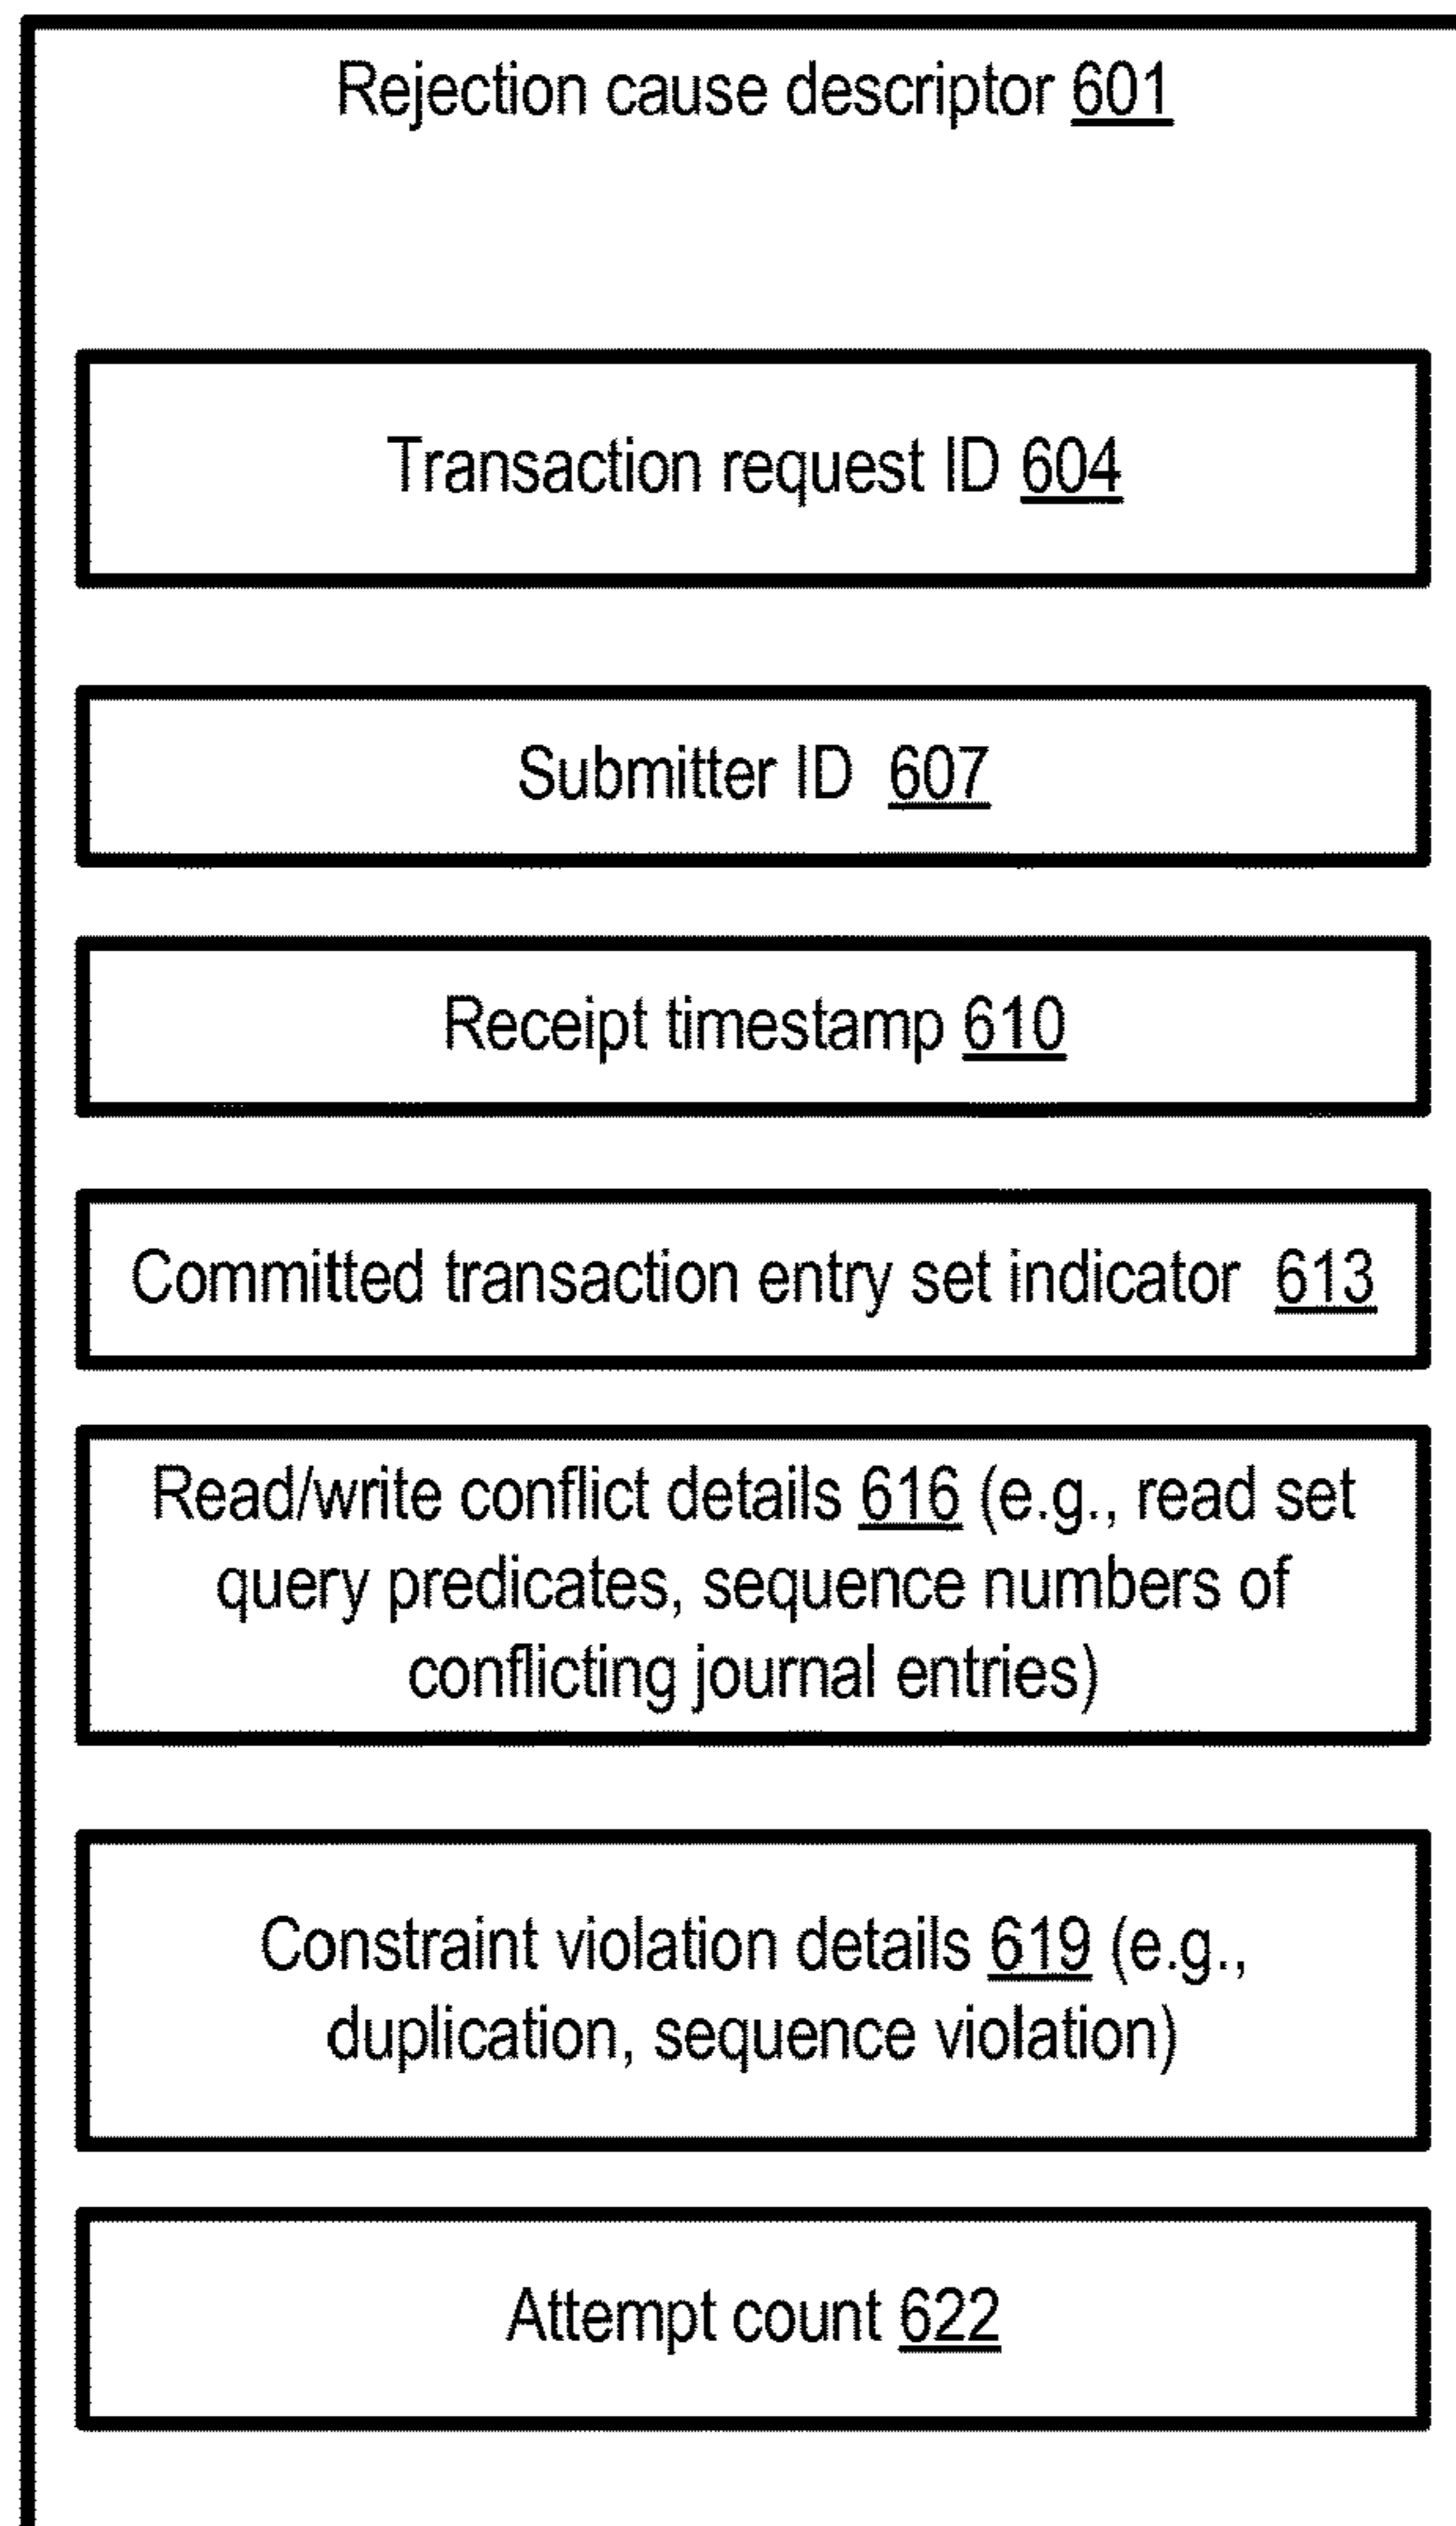 Rejection cause descriptor 601
Transaction request ID 604
Submitter ID 607
Receipt timestamp 610
Committed transaction entry set indicator 613
Read/write conflict details 616 (e.g., read set
query predicates, sequence numbers of
conflicting journal entries)
Constraint violation details 619 (e.g.,
duplication, sequence violation)
Attempt count 622